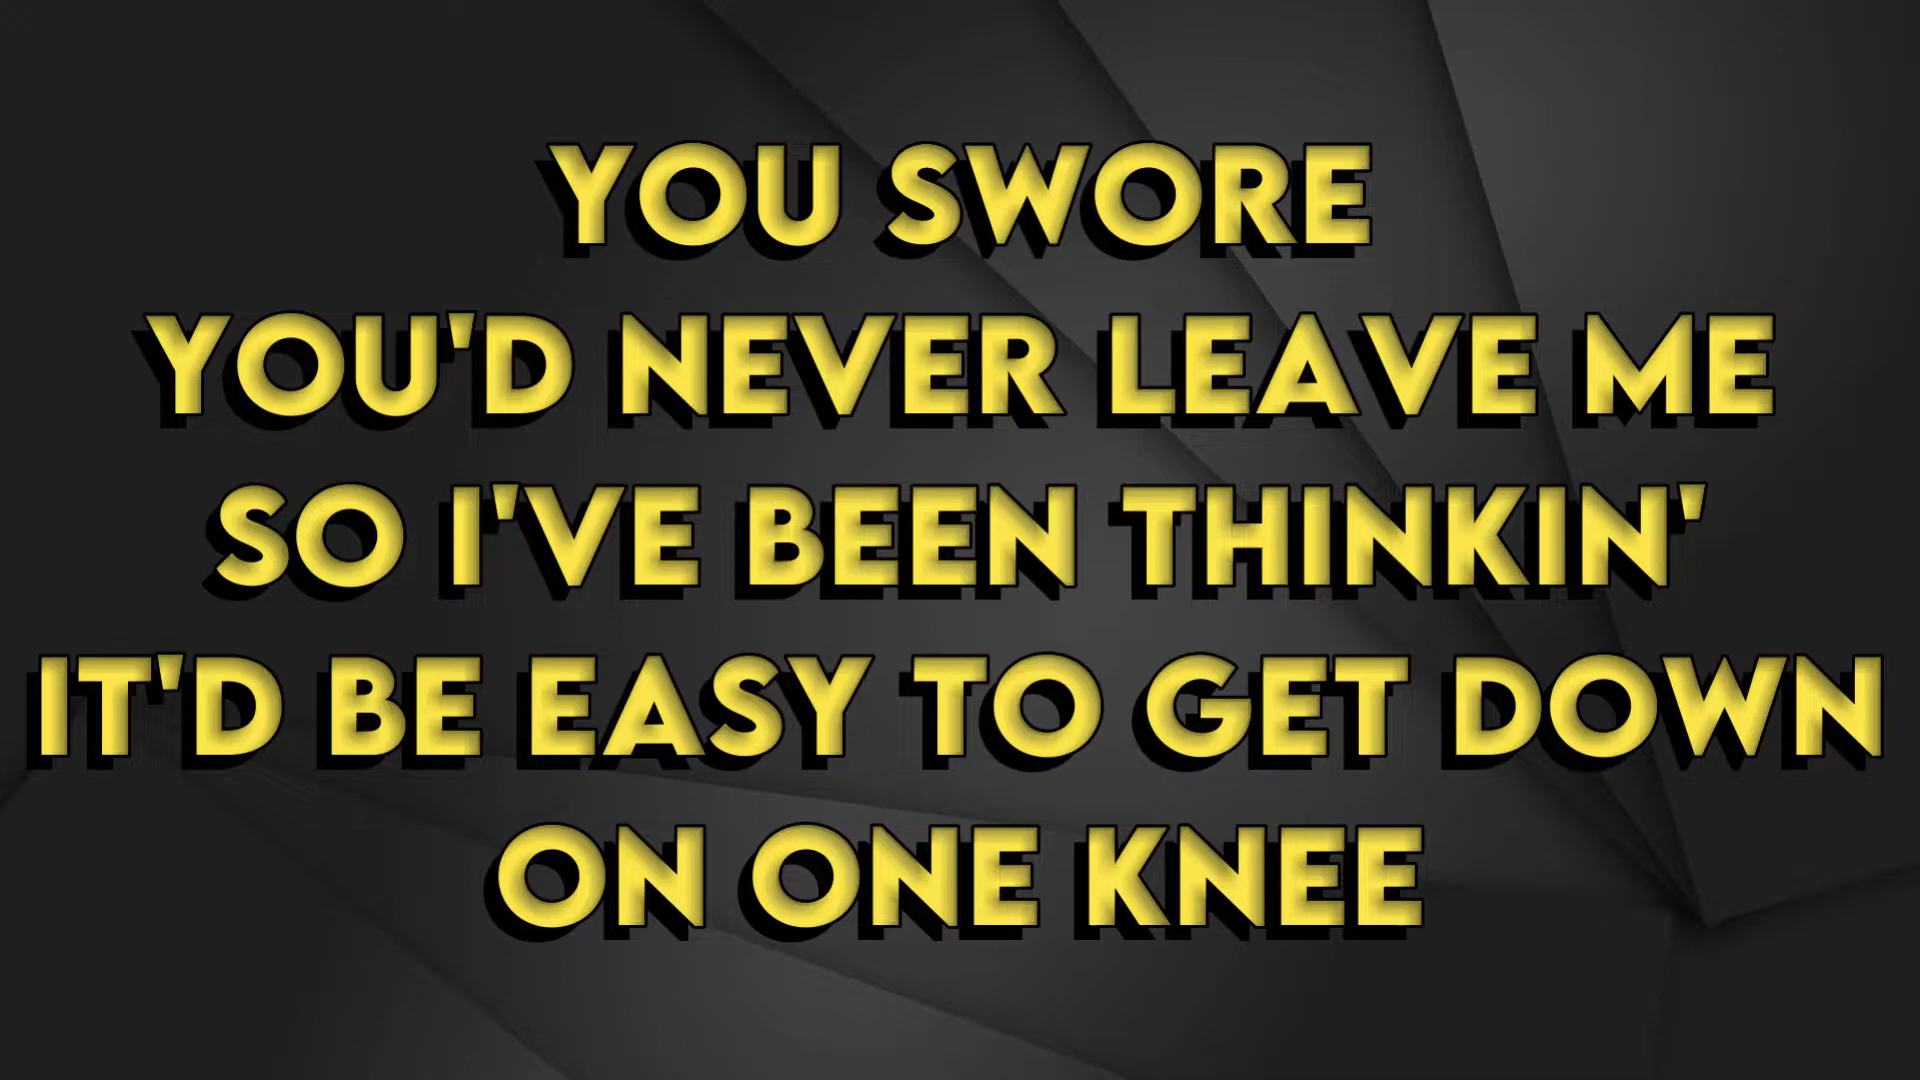 YOU SWORE
YOU'D NEVER LEAVE ME
SO I'VE BEEN THINKIN'
IT'D BE EASY TO GET DOWN
ON ONE KNEE